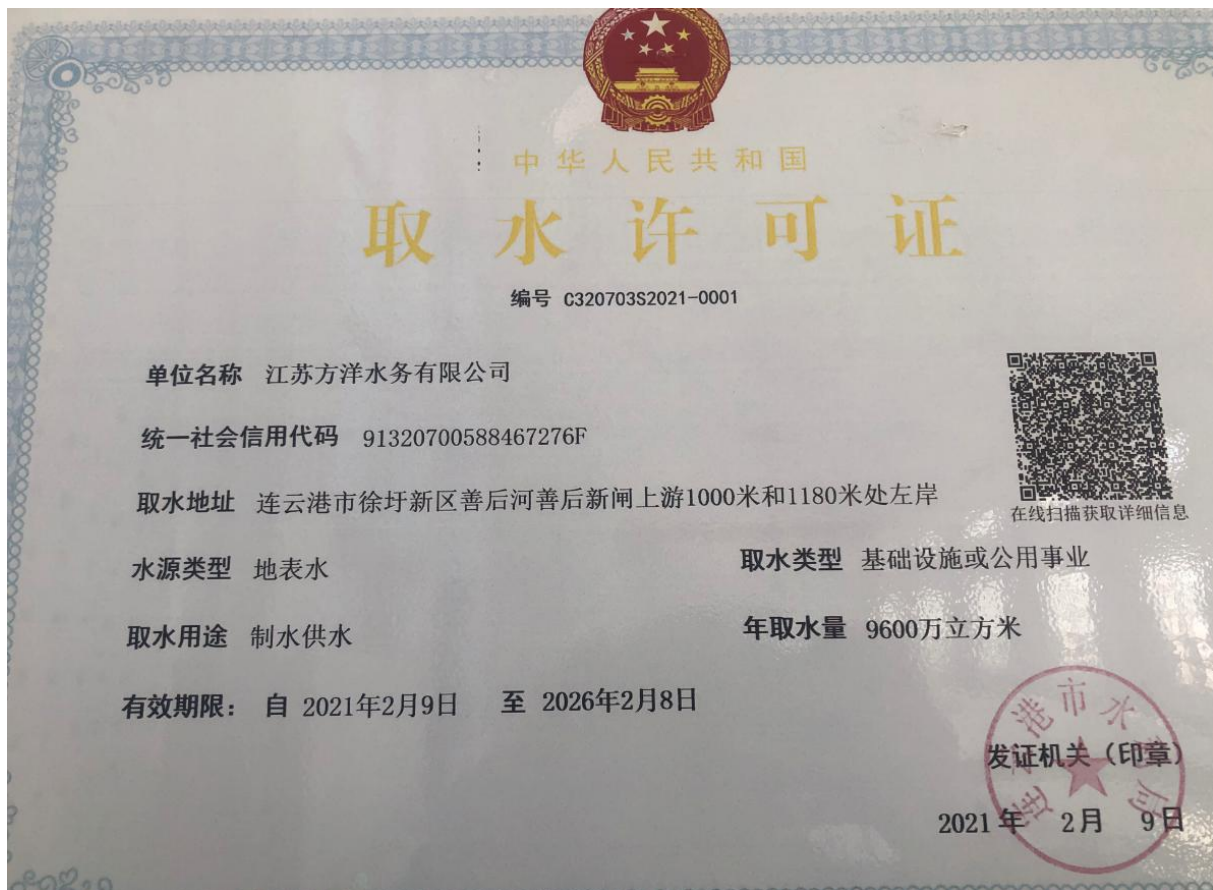 中华人民共和国
取水许可证
编号 C320703S2021-0001
单位名称 江苏方洋水务有限公司
统一社会信用代码 91320700588467276F
取水地址 连云港市徐圩新区善后河善后新闸上游1000米和1180米处左岸
在线扫描获取详细信息
水源类型 地表水 取水类型 基础设施或公用事业
取水用途 制水供水 年取水量 9600万立方米
有效期限： 自 2021年2月9日 至 2026年2月8日
连云港市水务局
发证机关（印章）
2021年 2月 9日